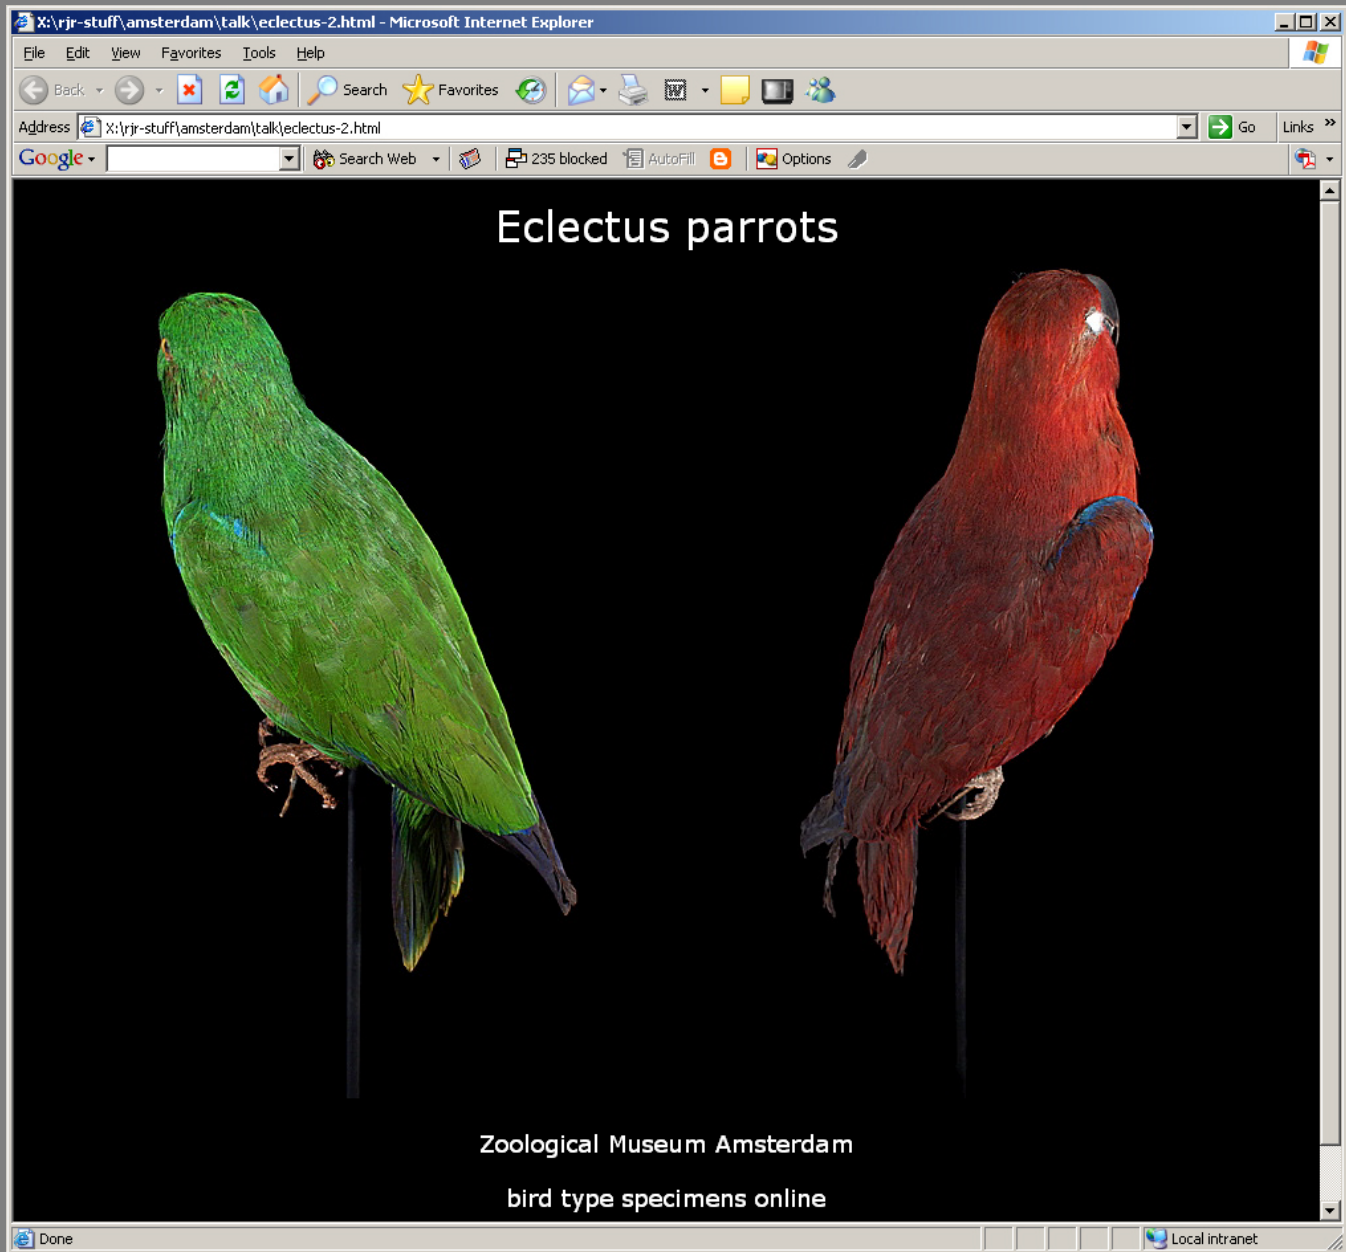 X:\rjr-stuff\amsterdam\talk\eclectus-2.html - Microsoft Internet Explorer
File Edit View Favorites Tools Help
Back Search Favorites
Address X:\rjr-stuff\amsterdam\talk\eclectus-2.html Go Links »
Google Search Web 235 blocked AutoFill Options
Eclectus parrots
Zoological Museum Amsterdam
bird type specimens online
Done Local intranet